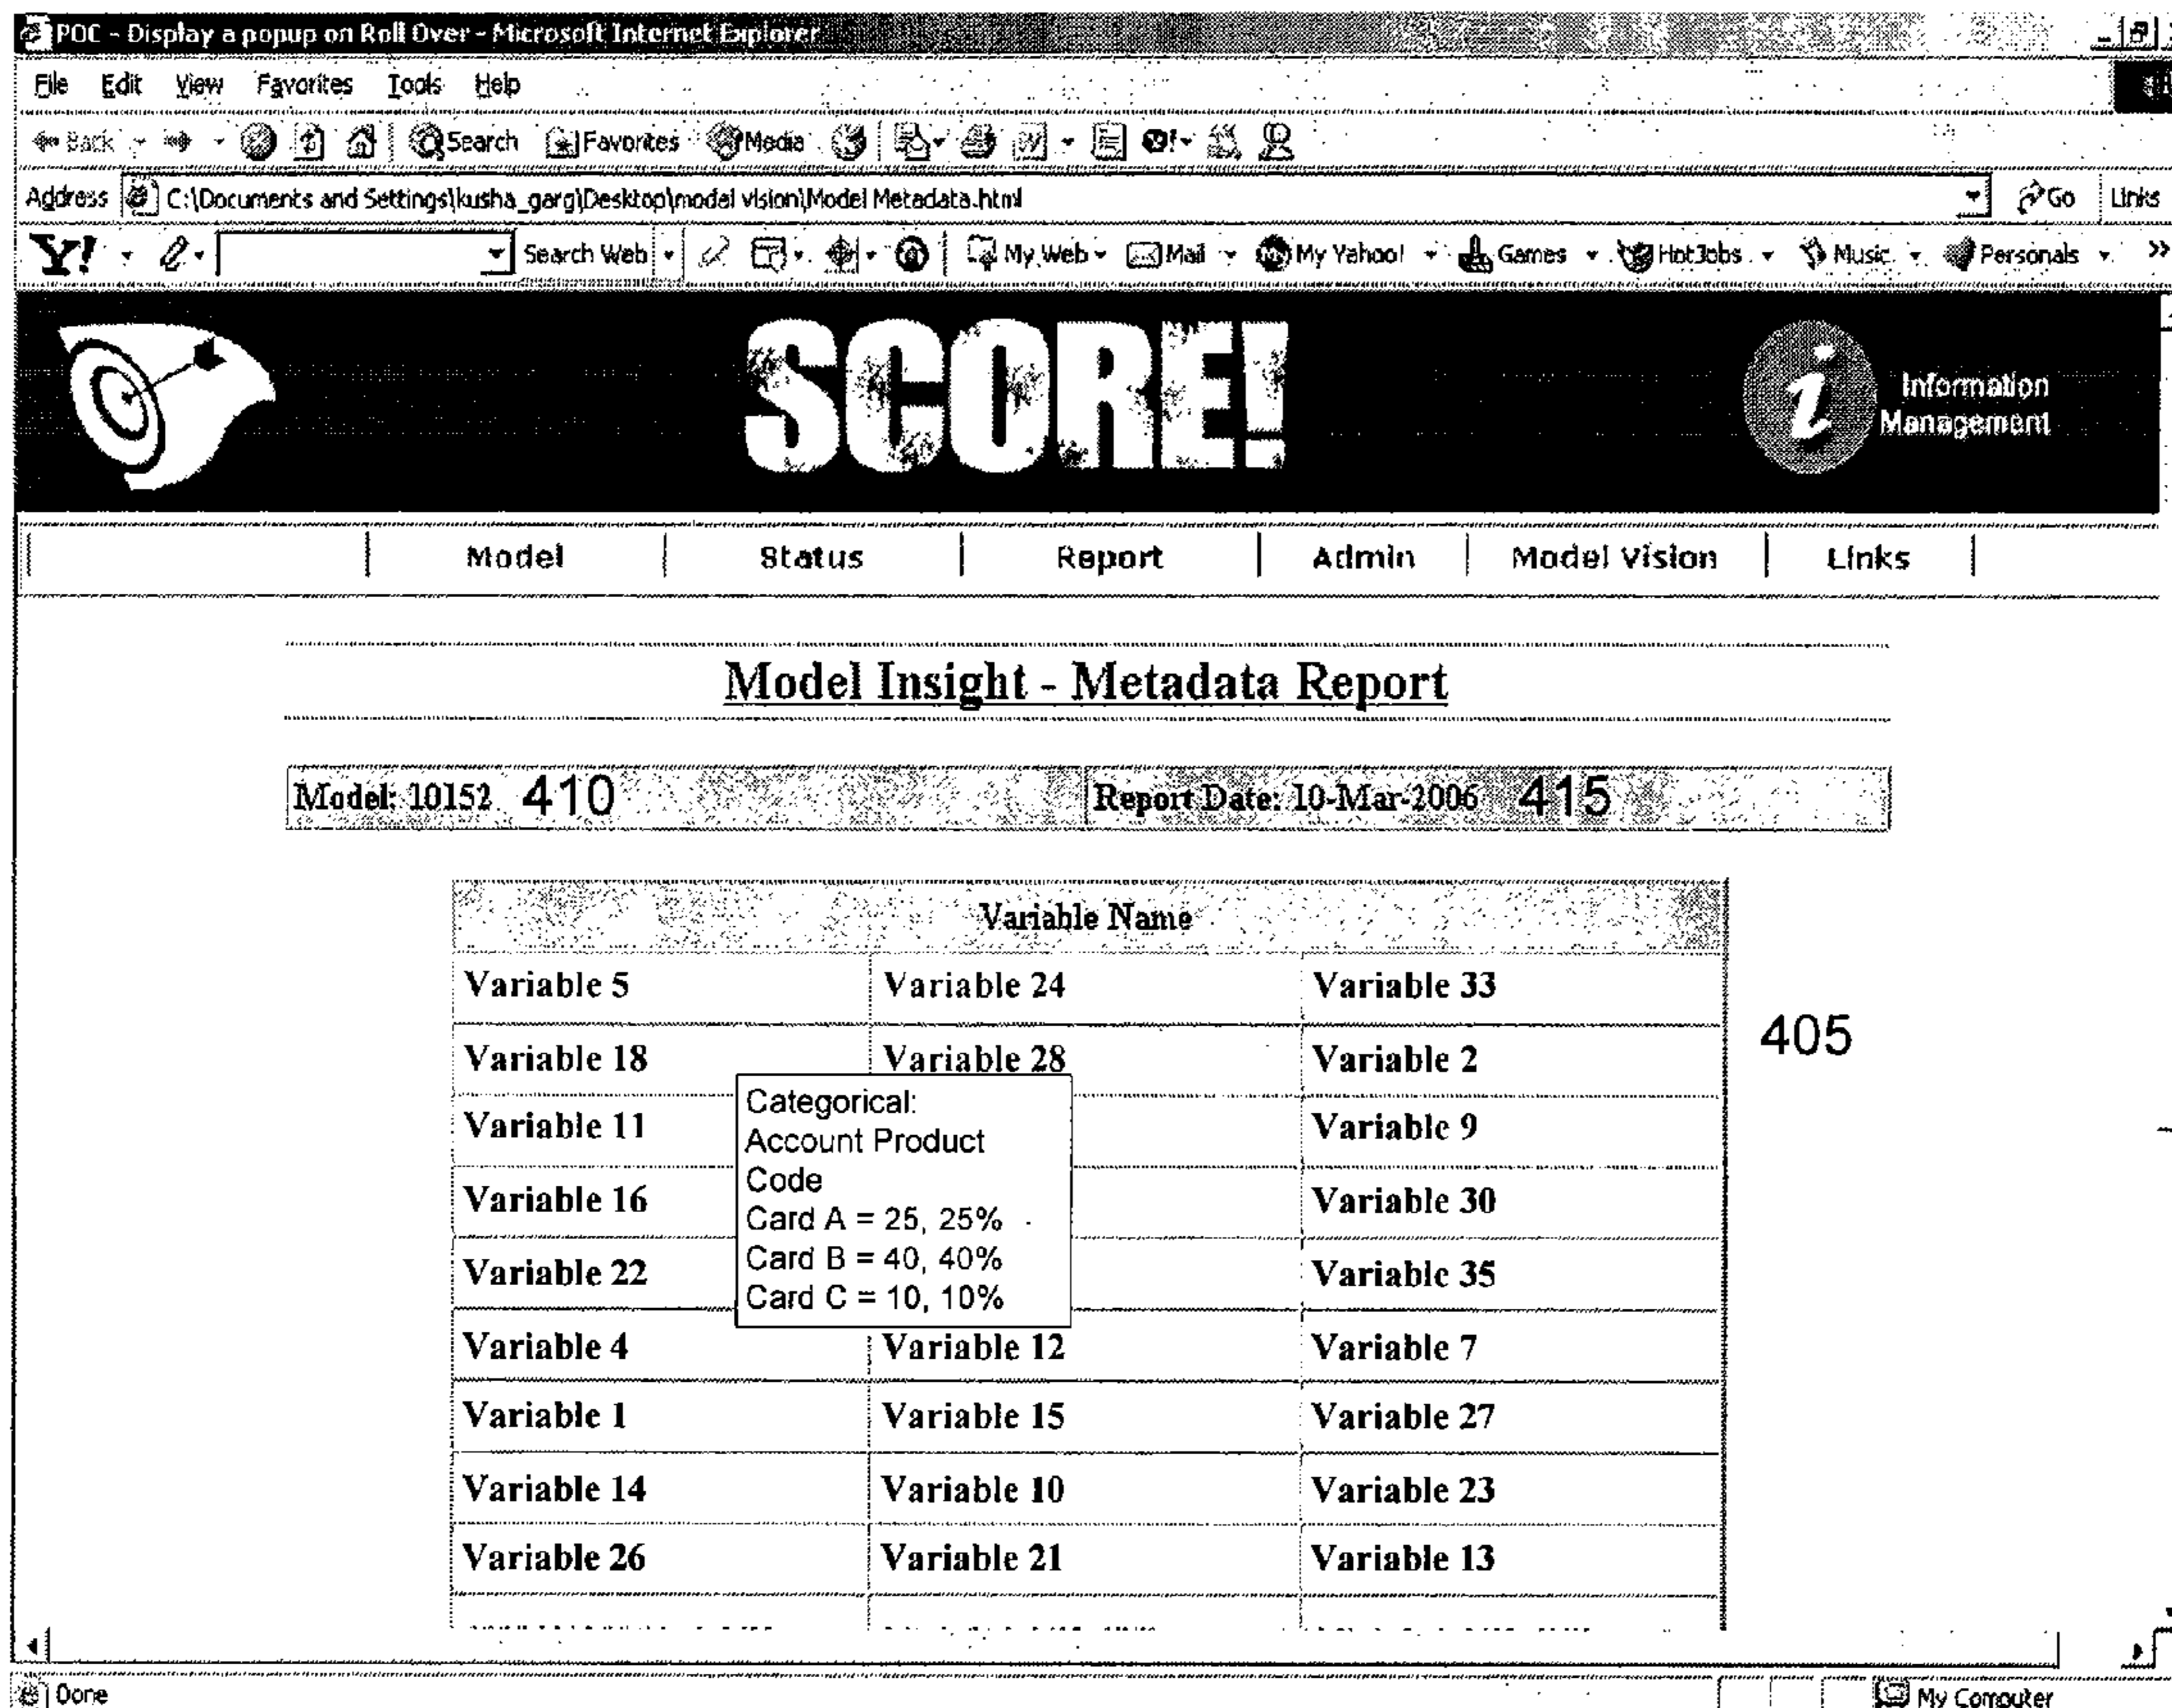 POC - Display a popup on Roll Over - Microsoft Internet Explorer
File Edit View Favorites Tools Help
Back Search Favorites Media
Address C:\Documents and Settings\kusha_garg\Desktop\model vision\Model Metadata.html Go Links
Y! Search Web My Web Mail My Yahoo! Games HotJobs Music Personals »
SCORE!
i Information
Management
Model Status Report Admin Model Vision Links
Model Insight - Metadata Report
Model: 10152 410 Report Date: 10-Mar-2006 415
Variable Name
Variable 5 Variable 24 Variable 33
405
Variable 18 Variable 28 Variable 2
Categorical:
Account Product
Code
Card A = 25, 25%
Card B = 40, 40%
Card C = 10, 10%
Variable 11 Variable 9
Variable 16 Variable 30
Variable 22 Variable 35
Variable 4 Variable 12 Variable 7
Variable 1 Variable 15 Variable 27
Variable 14 Variable 10 Variable 23
Variable 26 Variable 21 Variable 13
Done My Computer